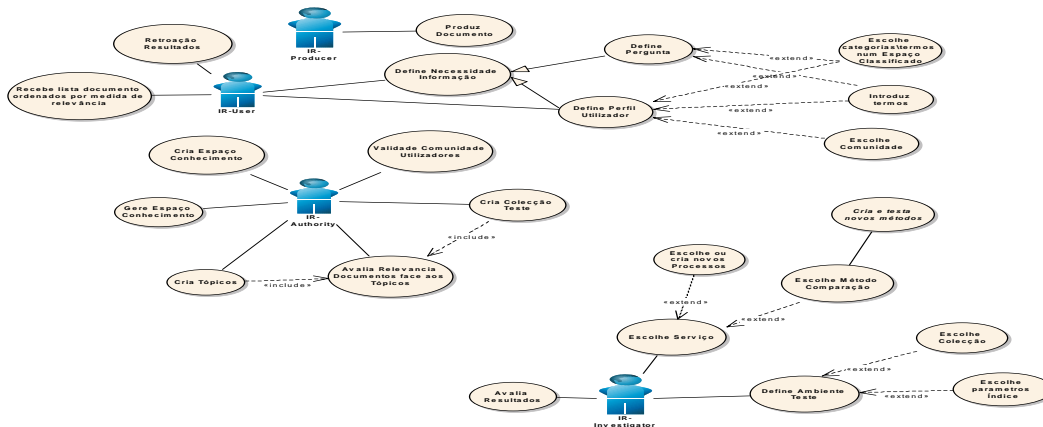 Produz
Documento
Retroação
Resultados
IR-
Producer
Define
Pergunta
Escolhe
categorias\termos
num Espaço
Classificado
«extend»
Define Necessidade
Informação
«extend»
Recebe lista documento
ordenados por medida de
relevância
IR-User
Introduz
termos
«extend»
Define Perfil
Utilizador
«extend»
Escolhe
Comunidade
Cria Espaço
Conhecimento
Validade Comunidade
Utilizadores
Gere Espaço
Conhecimento
IR-
Authority
Cria Colecção
Teste
«include»
Cria e testa
novos métodos
Escolhe ou
cria novos
Processos
Cria Tópicos
«include»
Avalia Relevancia
Documentos face aos
Tópicos
Escolhe Método
Comparação
«extend»
«extend»
Escolhe Serviço
Escolhe
Colecção
«extend»
Avalia
Resultados
IR-
Investigator
Define Ambiente
Teste
«extend»
Escolhe
parametros
Índice